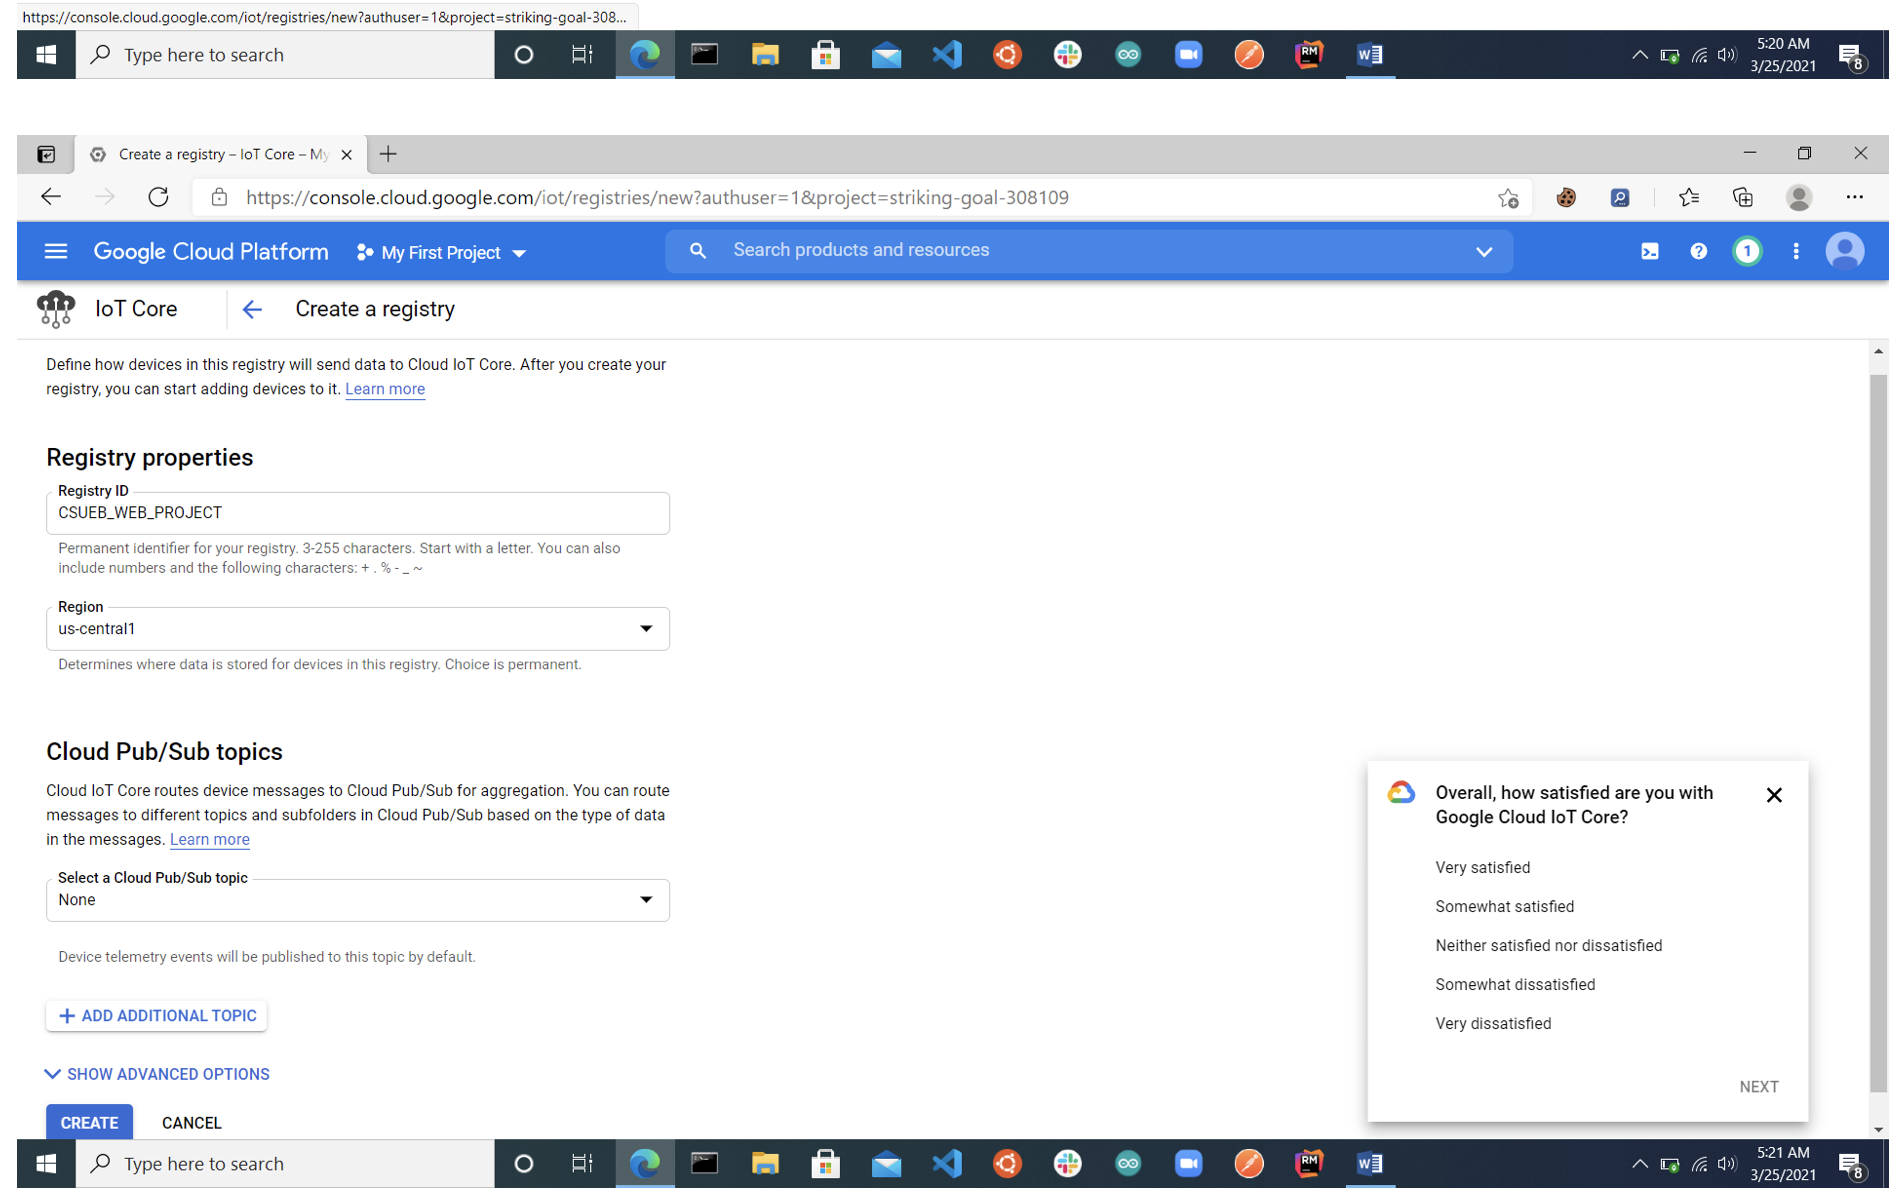 https://console.cloud.google.com/iot/registries/new?authuser=1&project=striking-goal-308...
Type here to search
5:20 AM
3/25/2021
8
RM
W
Create a registry – IoT Core – My
https://console.cloud.google.com/iot/registries/new?authuser=1&project=striking-goal-308109
Google Cloud Platform
My First Project
Search products and resources
1
IoT Core
Create a registry
Define how devices in this registry will send data to Cloud IoT Core. After you create your
registry, you can start adding devices to it. Learn more
Registry properties
Registry ID
CSUEB_WEB_PROJECT
Permanent identifier for your registry. 3-255 characters. Start with a letter. You can also
include numbers and the following characters: + . % - _ ~
Region
us-central1
Determines where data is stored for devices in this registry. Choice is permanent.
Cloud Pub/Sub topics
Cloud IoT Core routes device messages to Cloud Pub/Sub for aggregation. You can route
messages to different topics and subfolders in Cloud Pub/Sub based on the type of data
in the messages. Learn more
Select a Cloud Pub/Sub topic
None
Device telemetry events will be published to this topic by default.
ADD ADDITIONAL TOPIC
SHOW ADVANCED OPTIONS
CREATE
CANCEL
Overall, how satisfied are you with
Google Cloud IoT Core?
Very satisfied
Somewhat satisfied
Neither satisfied nor dissatisfied
Somewhat dissatisfied
Very dissatisfied
NEXT
Type here to search
RM
W
5:21 AM
3/25/2021
8